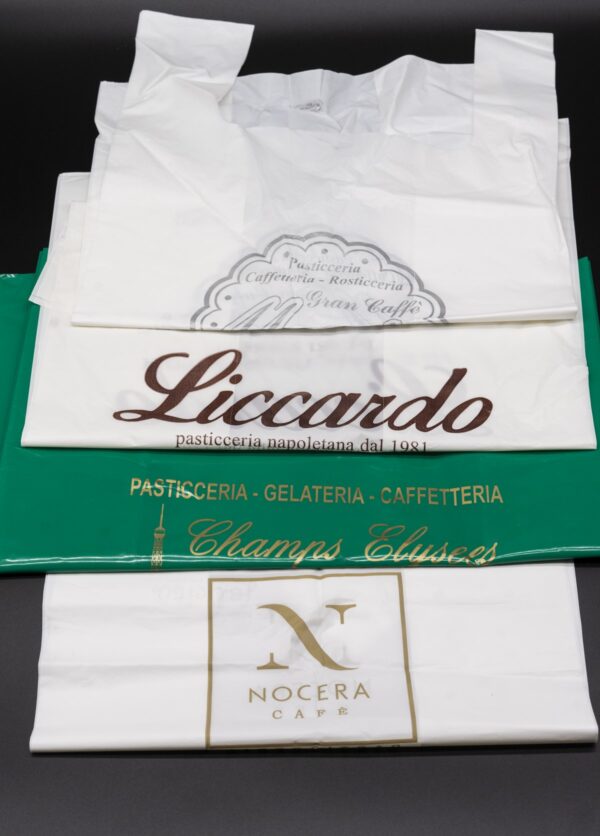 Pasticceria
Caffetteria - Rosticceria
Gran Caffè
Liccardo
pasticceria napoletana dal 1981
PASTICCERIA - GELATERIA - CAFFETTERIA
Champs Elysees
N
NOCERA
CAFÈ